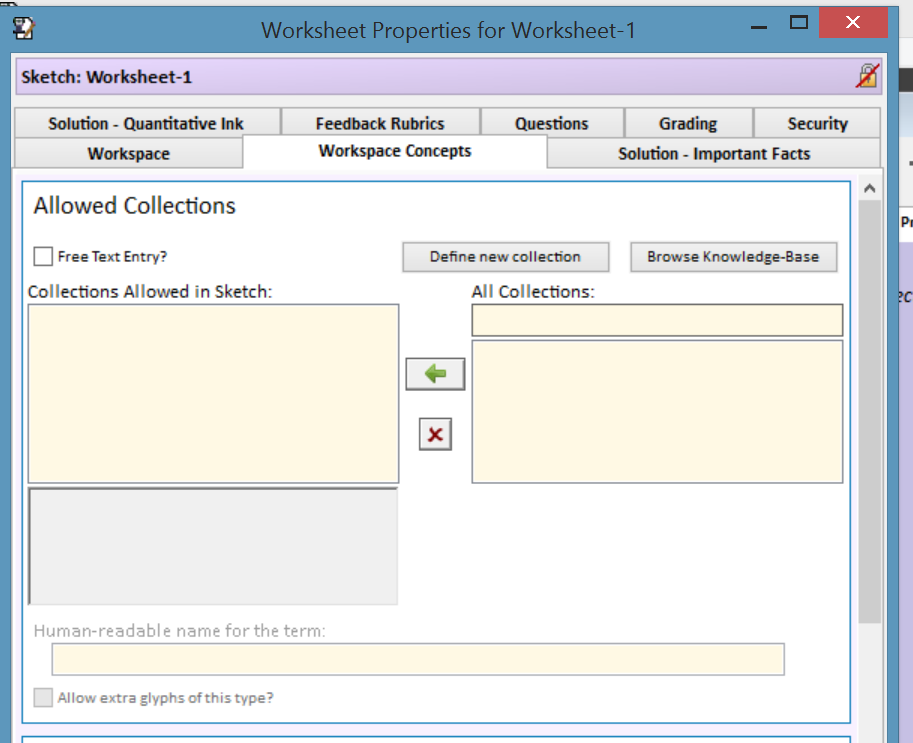 Worksheet Properties for Worksheet-1
Sketch: Worksheet-1
Solution - Quantitative Ink Feedback Rubrics Questions Grading Security
Workspace Workspace Concepts Solution - Important Facts
Allowed Collections
Free Text Entry? Define new collection Browse Knowledge-Base
Collections Allowed in Sketch: All Collections:
Human-readable name for the term:
Allow extra glyphs of this type?